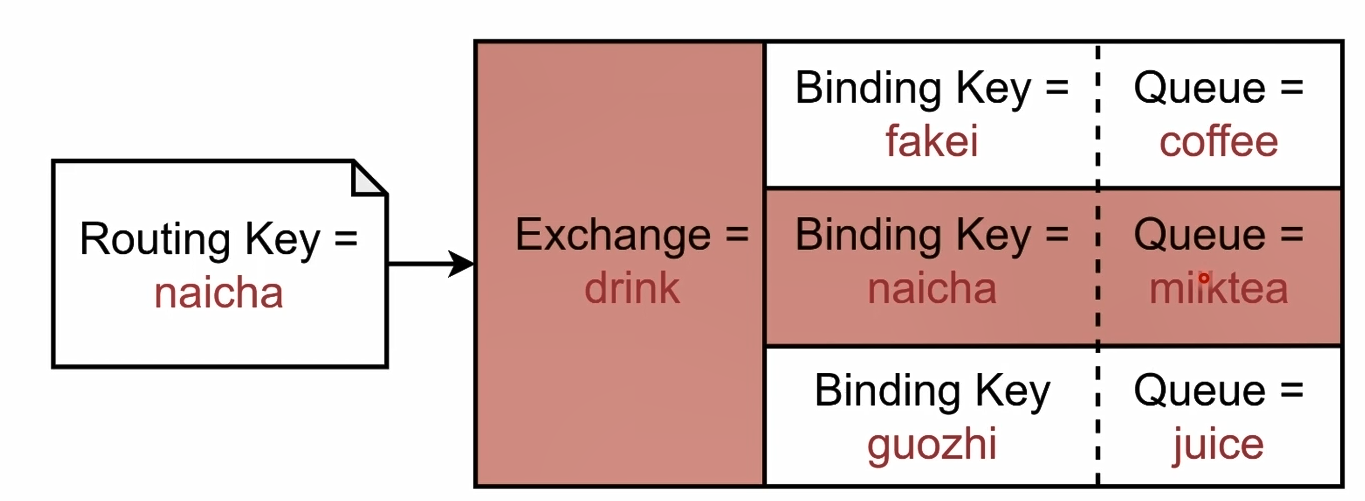 Routing Key =
naicha
Exchange =
drink
Binding Key =
fakei
Queue =
coffee
Binding Key =
naicha
Queue =
milktea
Binding Key
guozhi
Queue =
juice